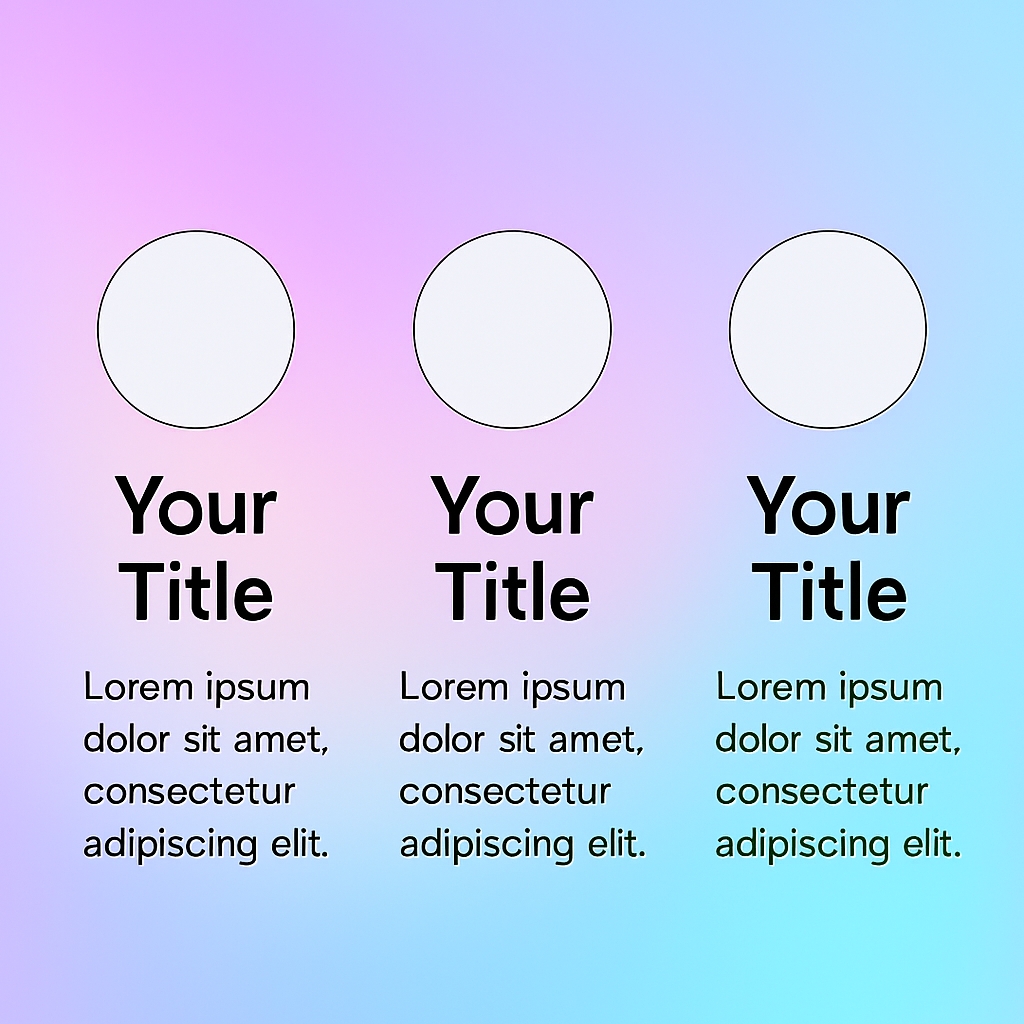 Your
Title
Lorem ipsum
dolor sit amet,
consectetur
adipiscing elit.
Your
Title
Lorem ipsum
dolor sit amet,
consectetur
adipiscing elit.
Your
Title
Lorem ipsum
dolor sit amet,
consectetur
adipiscing elit.